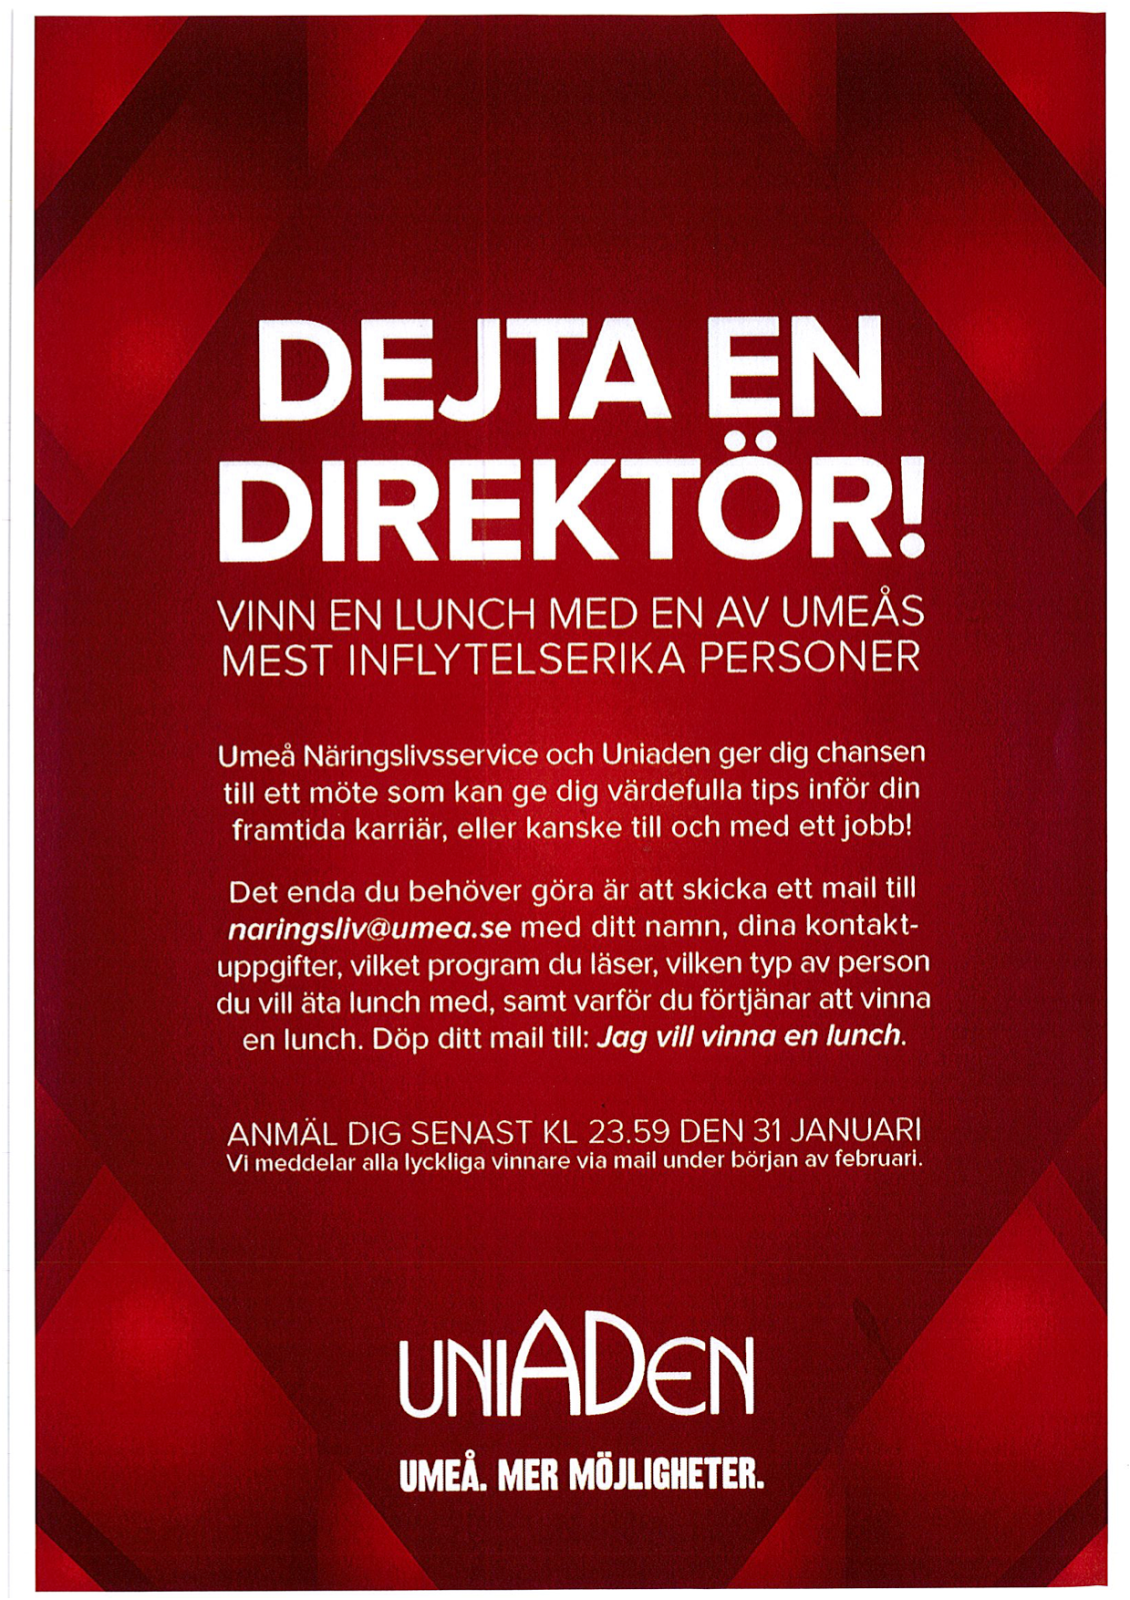 DEJTA EN
DIREKTÖR!
VINN EN LUNCH MED EN AV UMEÅS
MEST INFLYTELSERIKA PERSONER
Umeå Näringslivsservice och Uniaden ger dig chansen
till ett möte som kan ge dig värdefulla tips inför din
framtida karriär, eller kanske till och med ett jobb!
Det enda du behöver göra är att skicka ett mail till
naringsliv@umea.se med ditt namn, dina kontakt-
uppgifter, vilket program du läser, vilken typ av person
du vill äta lunch med, samt varför du förtjänar att vinna
en lunch. Döp ditt mail till: Jag vill vinna en lunch.
ANMÄL DIG SENAST KL 23.59 DEN 31 JANUARI
Vi meddelar alla lyckliga vinnare via mail under början av februari.
UNIADEN
UMEÅ. MER MÖJLIGHETER.